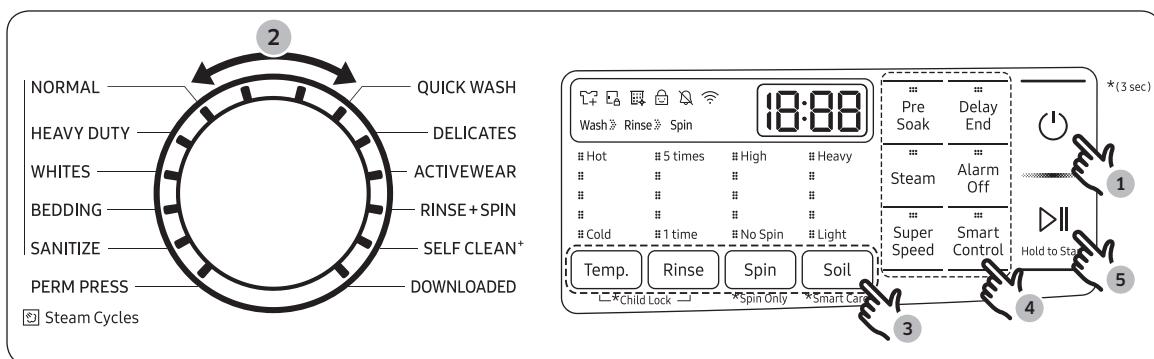 2
NORMAL
HEAVY DUTY
WHITES
BEDDING
SANITIZE
PERM PRESS
QUICK WASH
DELICATES
ACTIVEWEAR
RINSE+SPIN
SELF CLEAN+
DOWNLOADED
Steam Cycles
Wash Rinse Spin
18:88
Hot 5 times High Heavy
Cold 1 time No Spin Light
Temp. Rinse Spin Soil
*Child Lock *Spin Only *Smart Care
3
Pre Soak
Delay End
Steam
Alarm Off
Super Speed
Smart Control
4
*(3 sec)
1
Hold to
5